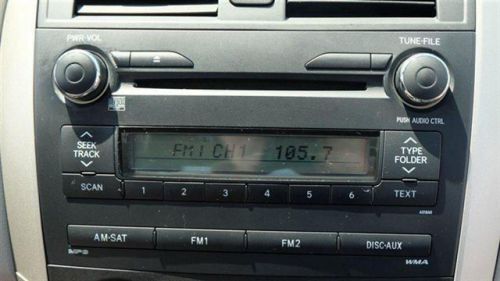 PWR•VOL
TUNE•FILE
PUSH AUDIO CTRL
SEEK
TRACK
FM1 CH1 105.7
TYPE
FOLDER
SCAN
1 2 3 4 5 6
TEXT
AM•SAT
FM1
FM2
DISC•AUX
MP3
WMA